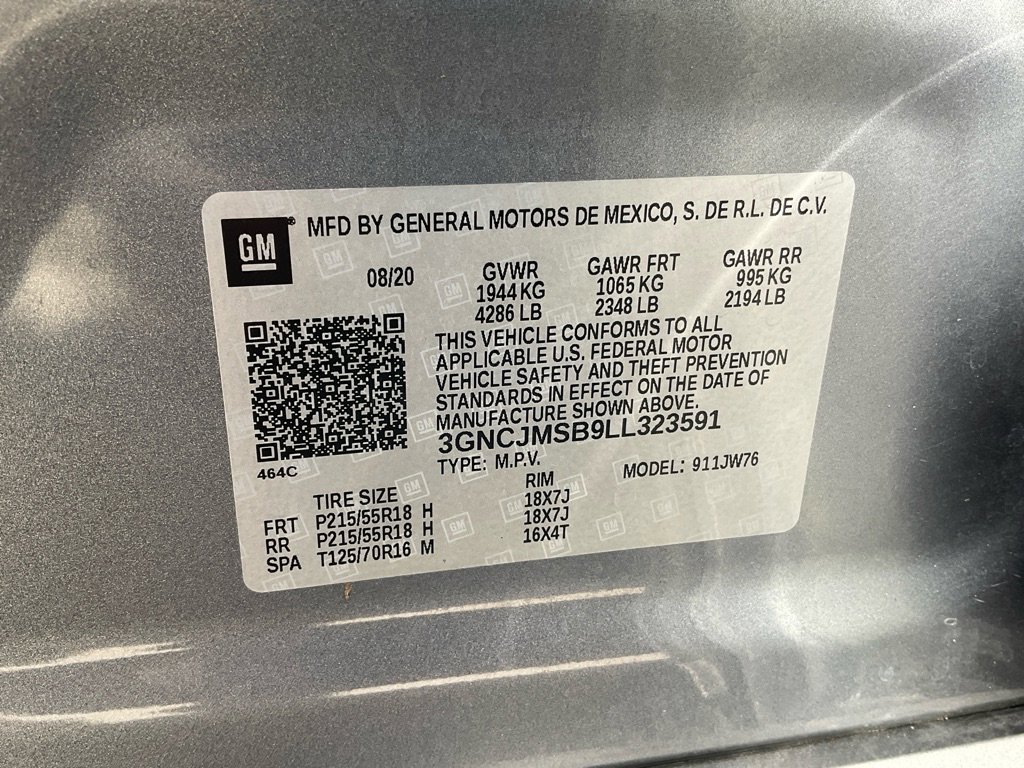 GM® MFD BY GENERAL MOTORS DE MEXICO, S. DE R.L. DE C.V.
08/20 GVWR GAWR FRT GAWR RR
1944 KG 1065 KG 995 KG
4286 LB 2348 LB 2194 LB
THIS VEHICLE CONFORMS TO ALL
APPLICABLE U.S. FEDERAL MOTOR
VEHICLE SAFETY AND THEFT PREVENTION
STANDARDS IN EFFECT ON THE DATE OF
MANUFACTURE SHOWN ABOVE.
3GNCJMSB9LL323591
464C
TYPE: M.P.V. MODEL: 911JW76
TIRE SIZE RIM
FRT P215/55R18 H 18X7J
RR P215/55R18 H 18X7J
SPA T125/70R16 M 16X4T